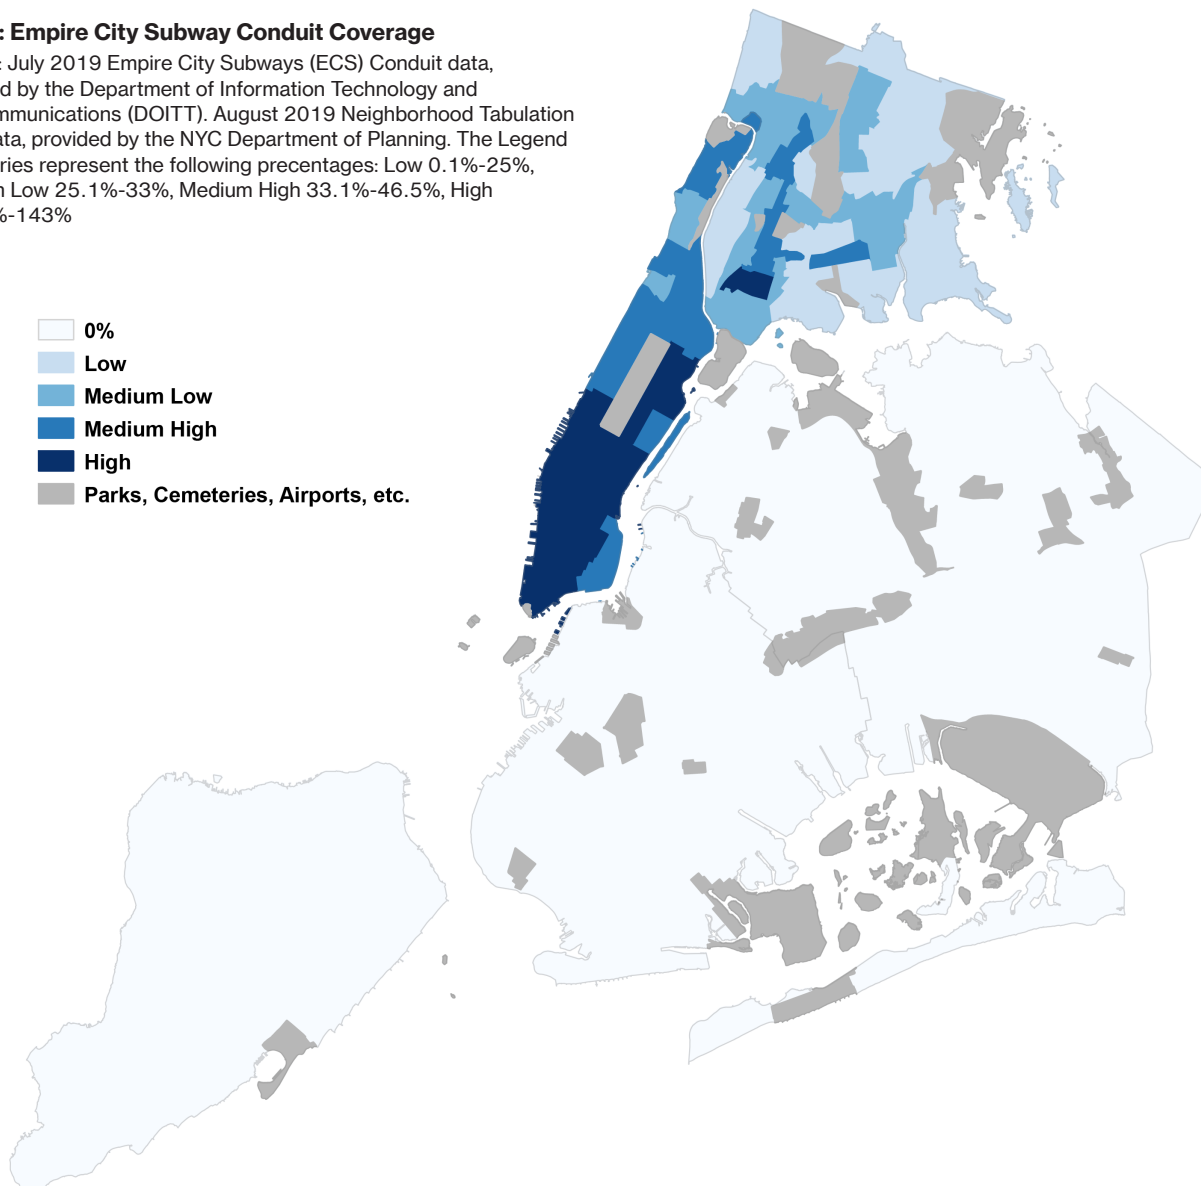 : Empire City Subway Conduit Coverage
: July 2019 Empire City Subways (ECS) Conduit data,
d by the Department of Information Technology and
mmunications (DOITT). August 2019 Neighborhood Tabulation
ata, provided by the NYC Department of Planning. The Legend
ries represent the following precentages: Low 0.1%-25%,
Low 25.1%-33%, Medium High 33.1%-46.5%, High
%-143%
0%
Low
Medium Low
Medium High
High
Parks, Cemeteries, Airports, etc.